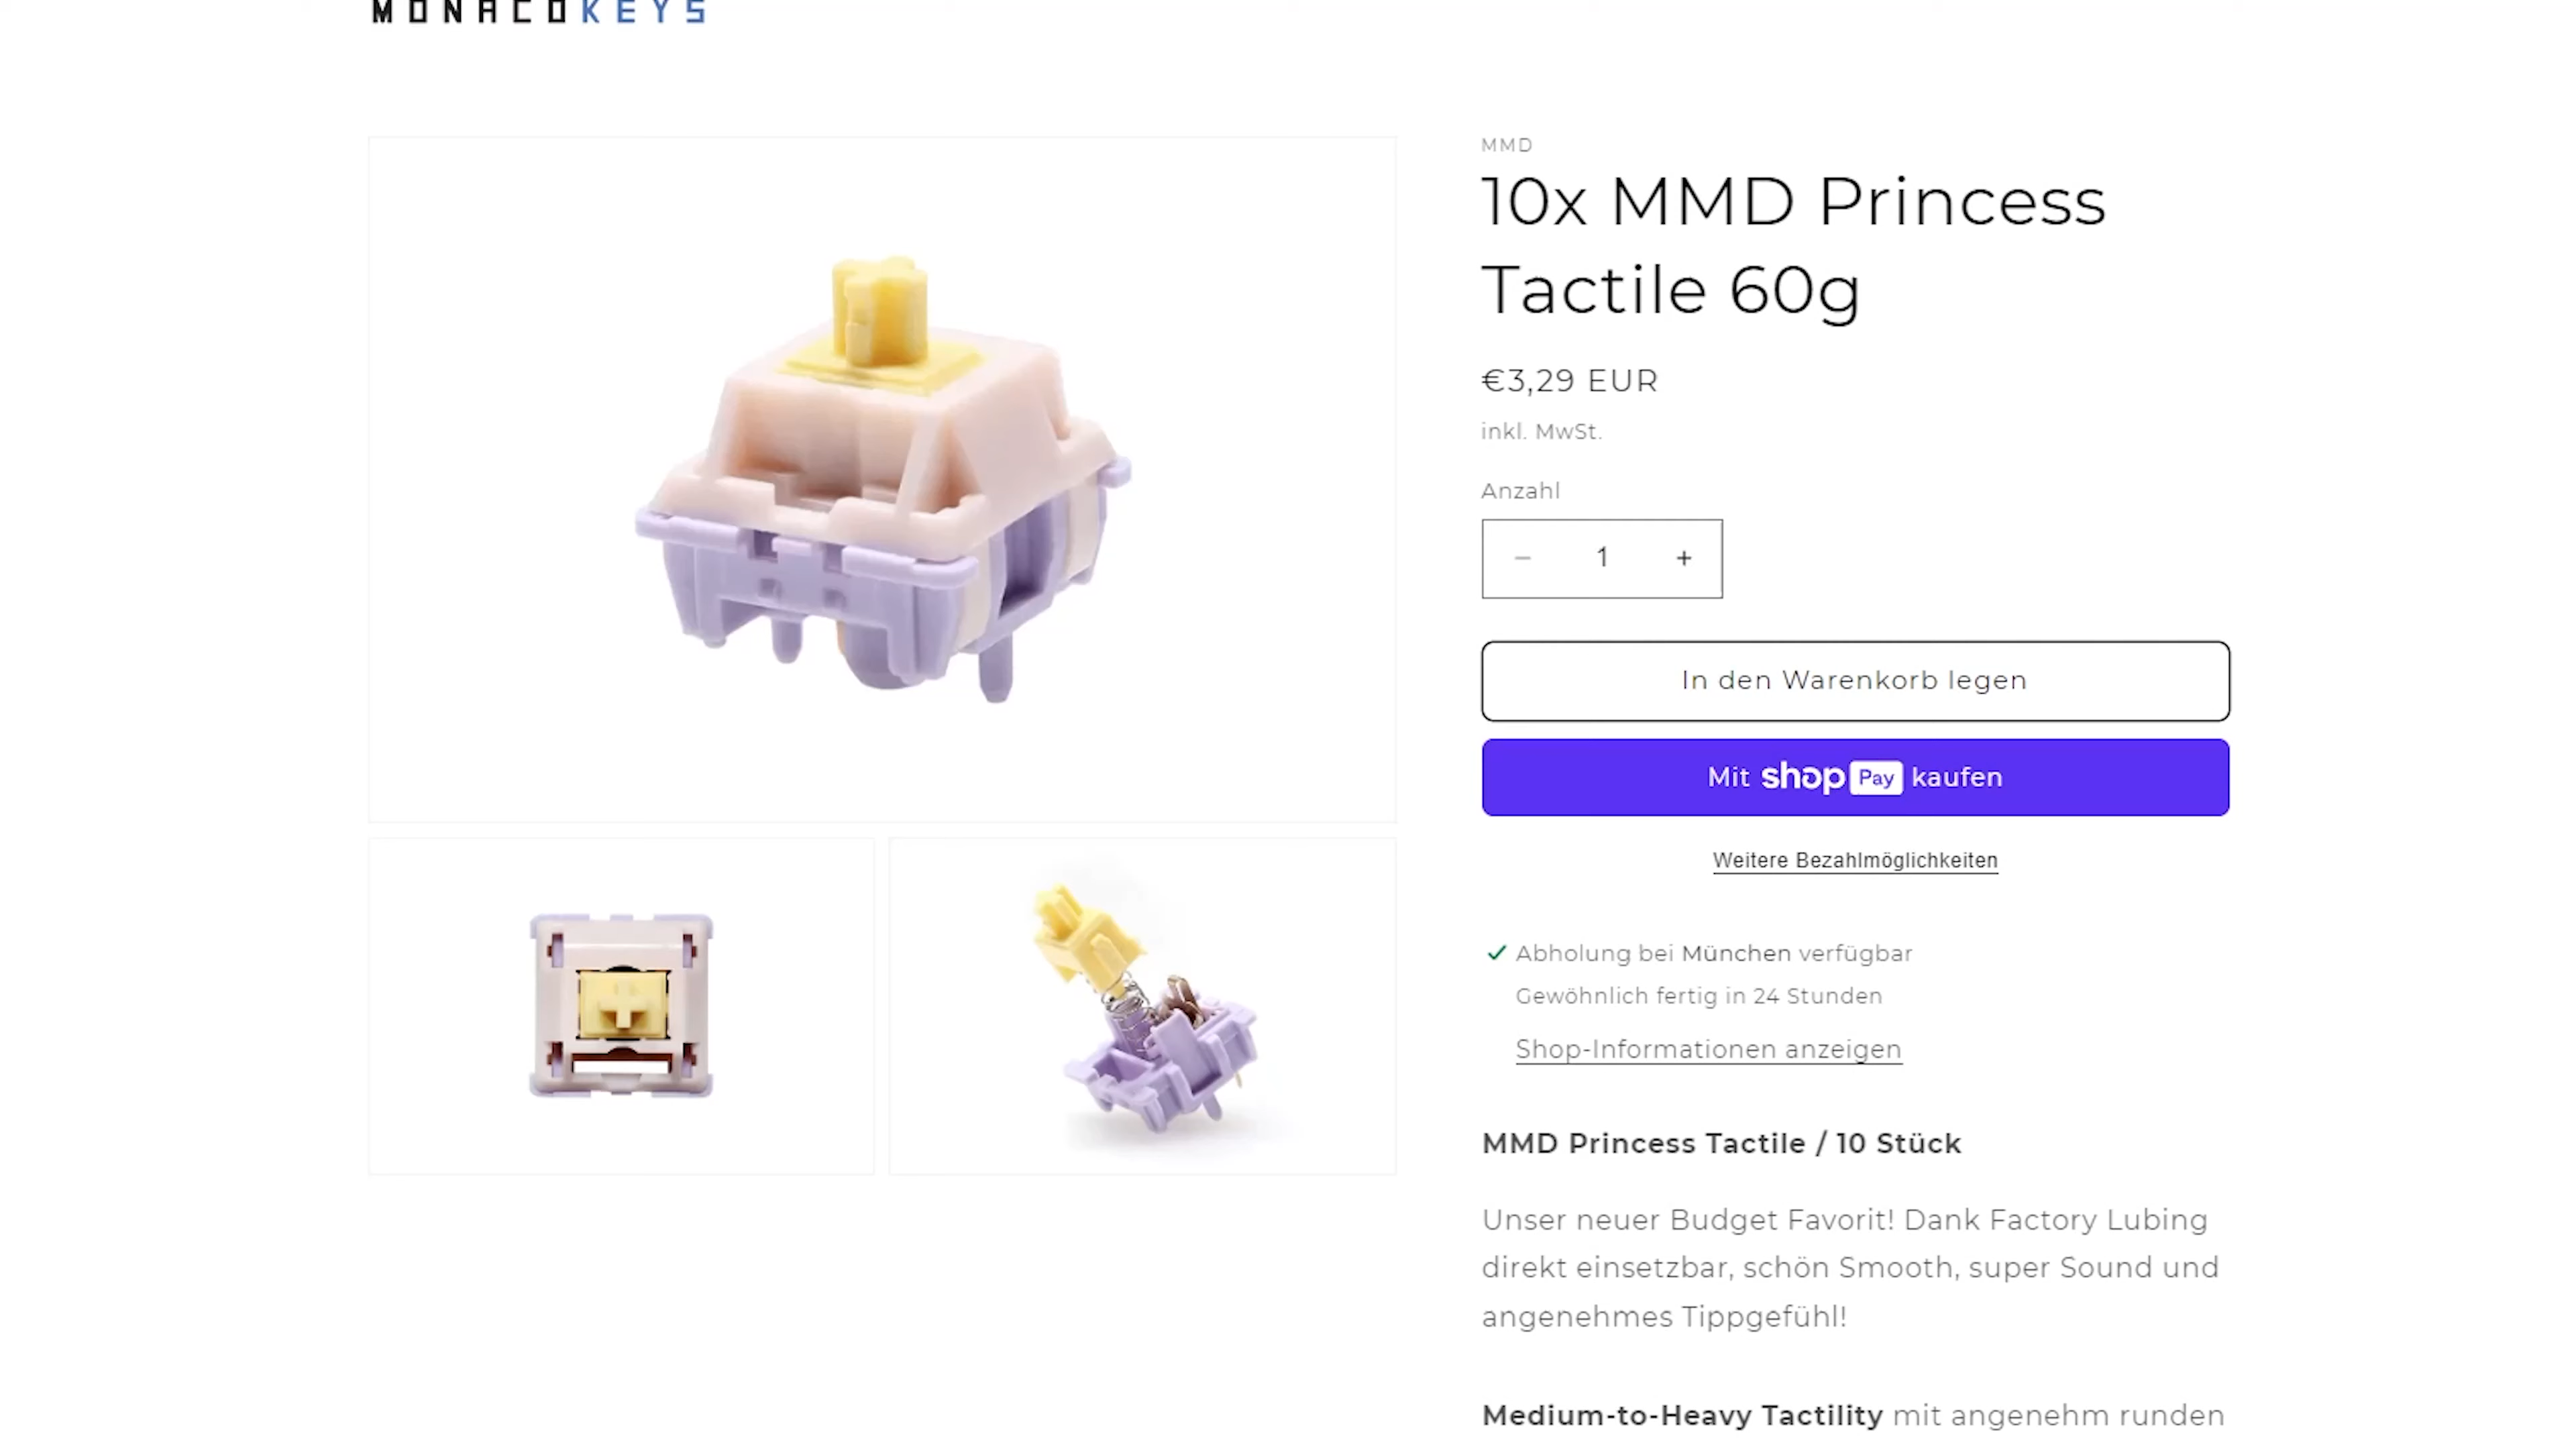 MONACOKEYS
MMD
10x MMD Princess
Tactile 60g
€3,29 EUR
inkl. MwSt.
Anzahl
− 1 +
In den Warenkorb legen
Mit shop Pay kaufen
Weitere Bezahlmöglichkeiten
Abholung bei München verfügbar
Gewöhnlich fertig in 24 Stunden
Shop-Informationen anzeigen
MMD Princess Tactile / 10 Stück
Unser neuer Budget Favorit! Dank Factory Lubing
direkt einsetzbar, schön Smooth, super Sound und
angenehmes Tippgefühl!
Medium-to-Heavy Tactility mit angenehm runden